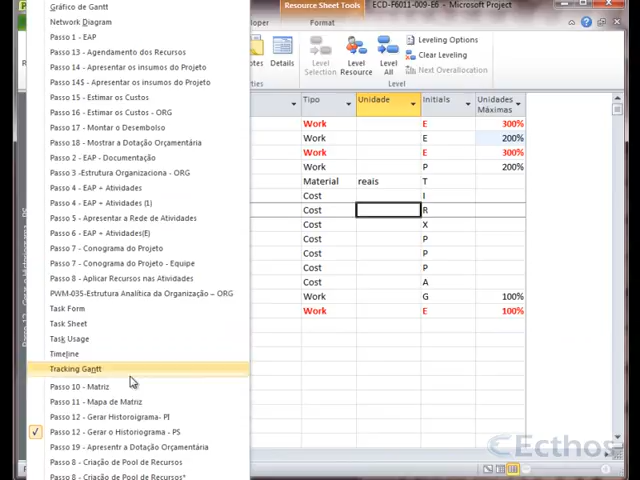 Resource Sheet Tools
ECD-F6011-009-E6 - Microsoft Project
Format
Details
Level Selection
Level Resource
Level All
Leveling Options
Clear Leveling
Next Overallocation
Gráfico de Gantt
Network Diagram
Passo 1 - EAP
Passo 13 - Agendamento dos Recursos
Passo 14 - Apresentar os insumos do Projeto
Passo 145 - Apresentar os insumos do Projeto
Passo 15 - Estimar os Custos
Passo 16 - Estimar os Custos - ORG
Passo 17 - Montar o Desembolso
Passo 18 - Mostrar a Dotação Orçamentária
Passo 2 - EAP - Documentação
Passo 3 -Estrutura Organizaciona - ORG
Passo 4 - EAP + Atividades
Passo 4 - EAP + Atividades (1)
Passo 5 - Apresentar a Rede de Atividades
Passo 6 - EAP + Atividades(E)
Passo 7 - Conograma do Projeto
Passo 7 - Conograma do Projeto - Equipe
Passo 8 - Aplicar Recursos nas Atividades
PWM-035-Estrutura Analítica da Organização – ORG
Task Form
Task Sheet
Task Usage
Timeline
Tracking Gantt
Passo 10 - Matriz
Passo 11 - Mapa de Matriz
Passo 12 - Gerar Historoigrama- PI
Passo 12 - Gerar o Historiograma - PS
Passo 19 - Apresentr a Dotação Orçamentária
Passo 8 - Criação de Pool de Recursos
Passo 8 - Criação de Pool de Recursos*
Tipo Unidade Initials Unidades Máximas
Work E 300%
Work E 200%
Work E 300%
Work P 200%
Material reais T
Cost I
Cost R
Cost X
Cost P
Cost P
Cost P
Cost A
Work G 100%
Work E 100%
Ecthos